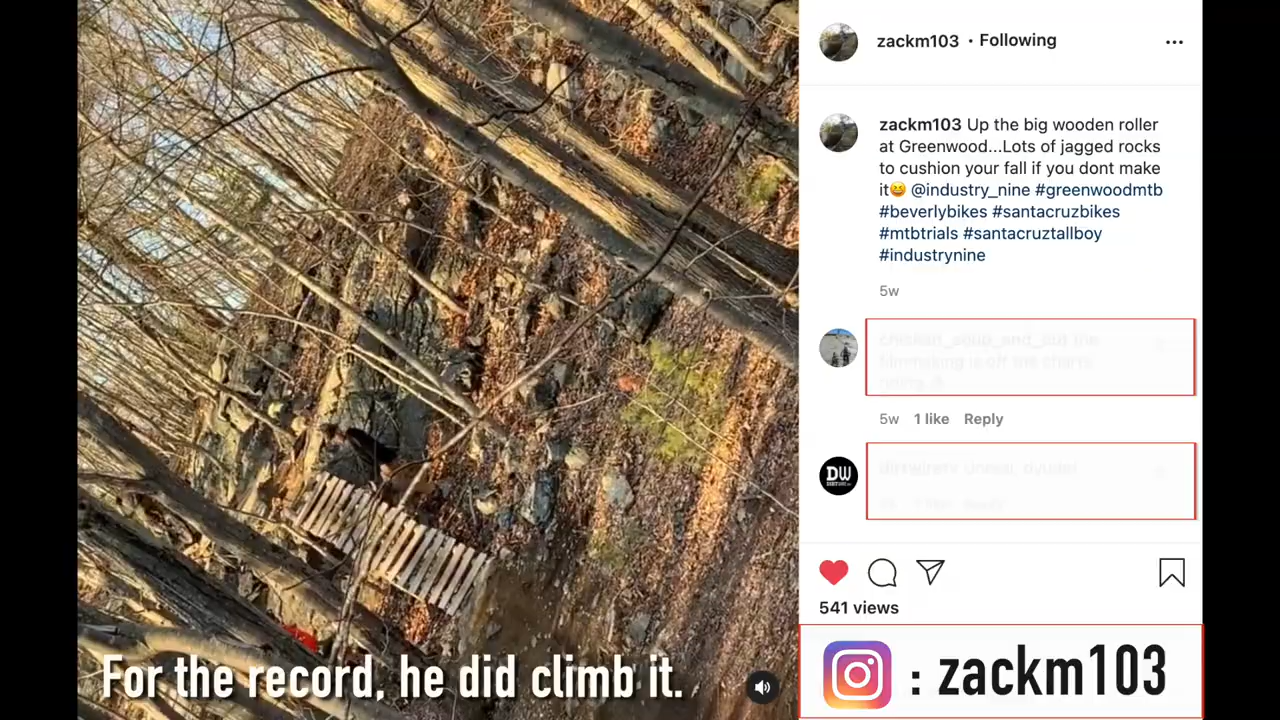 zackm103 • Following
zackm103 Up the big wooden roller
at Greenwood...Lots of jagged rocks
to cushion your fall if you dont make
it😆 @industry_nine #greenwoodmtb
#beverlybikes #santacruzbikes
#mtbtrials #santacruztallboy
#industrynine
5w
5w 1 like Reply
DW
541 views
For the record, he did climb it.
: zackm103